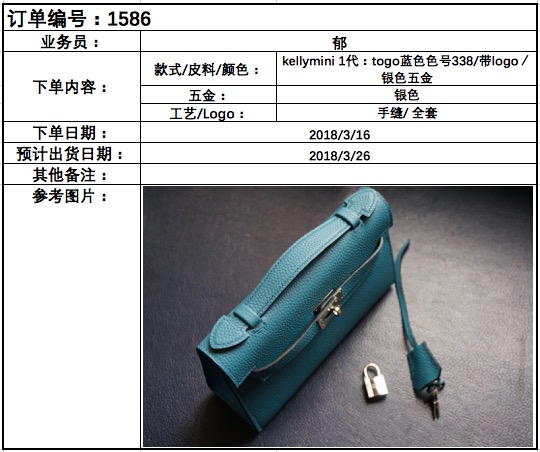 订单编号：1586
业务员：
郁
下单内容：
款式/皮料/颜色：
kellymini 1代：togo蓝色色号338/带logo /
银色五金
五金：
银色
工艺/Logo：
手缝/ 全套
下单日期：
2018/3/16
预计出货日期：
2018/3/26
其他备注：
参考图片：